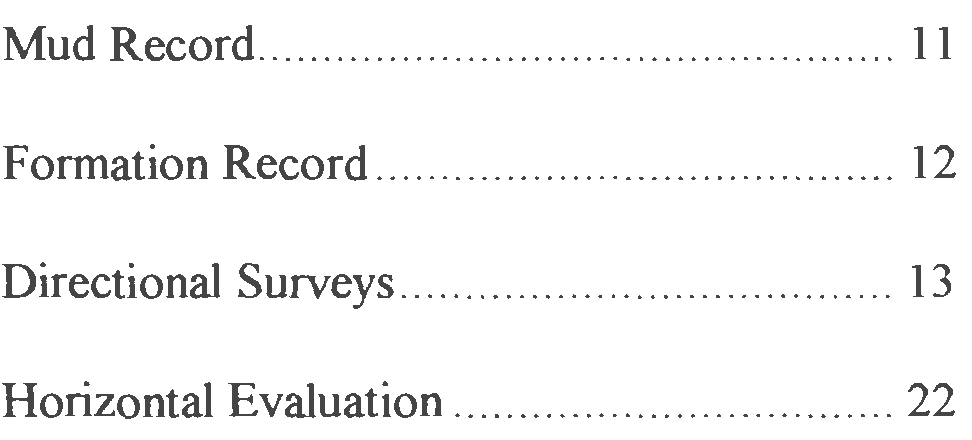 Mud Record................................................ 11
Formation Record....................................... 12
Directional Surveys..................................... 13
Horizontal Evaluation ................................. 22